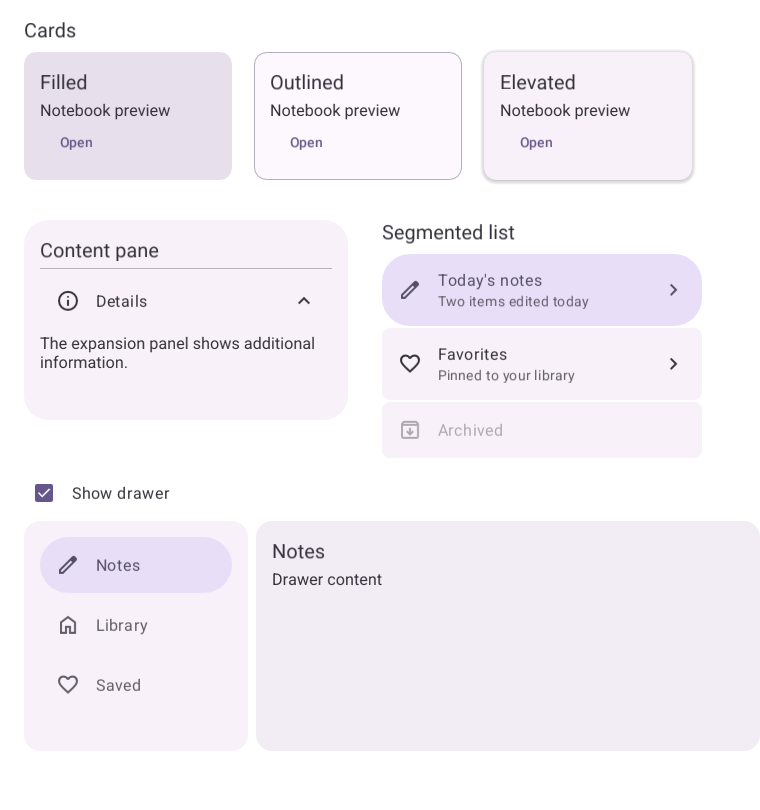 Cards
Filled
Notebook preview
Open
Outlined
Notebook preview
Open
Elevated
Notebook preview
Open
Content pane
Details
The expansion panel shows additional
information.
Segmented list
Today's notes
Two items edited today
Favorites
Pinned to your library
Archived
Show drawer
Notes
Library
Saved
Notes
Drawer content